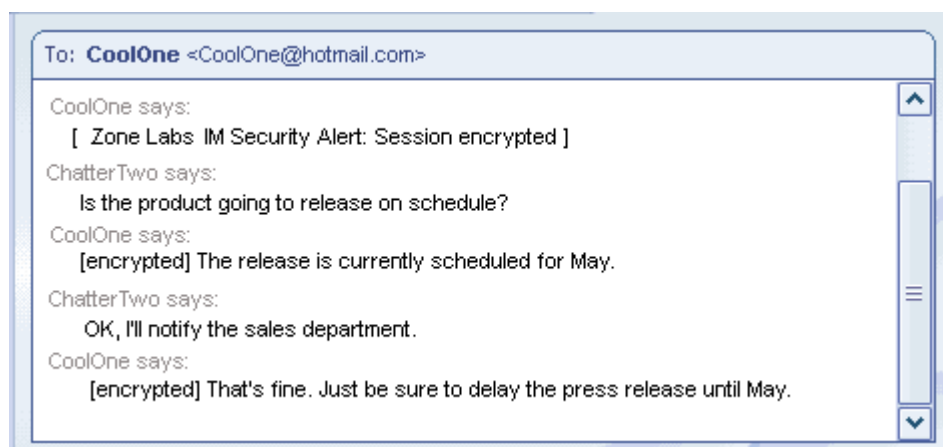 To: CoolOne <CoolOne@hotmail.com>
CoolOne says:
[ Zone Labs IM Security Alert: Session encrypted ]
ChatterTwo says:
Is the product going to release on schedule?
CoolOne says:
[encrypted] The release is currently scheduled for May.
ChatterTwo says:
OK, I'll notify the sales department.
CoolOne says:
[encrypted] That's fine. Just be sure to delay the press release until May.